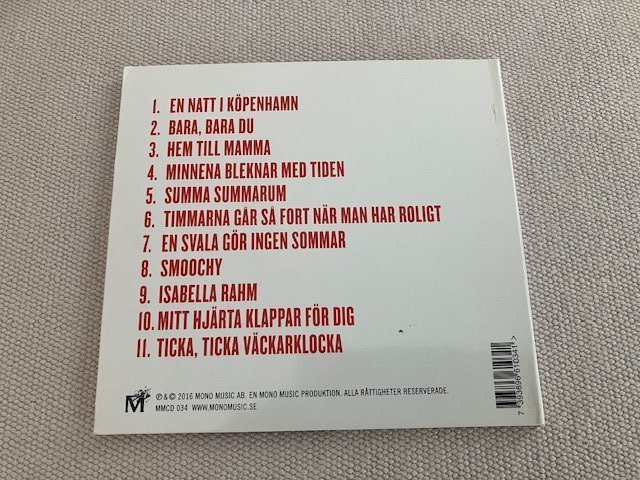 1. EN NATT I KÖPENHAMN
2. BARA, BARA DU
3. HEM TILL MAMMA
4. MINNENA BLEKNAR MED TIDEN
5. SUMMA SUMMARUM
6. TIMMARNA GÅR SÅ FORT NÄR MAN HAR ROLIGT
7. EN SVALA GÖR INGEN SOMMAR
8. SMOOCHY
9. ISABELLA RAHM
10. MITT HJÄRTA KLAPPAR FÖR DIG
11. TICKA, TICKA VÄCKARKLOCKA
M
℗ & © 2016 MONO MUSIC AB. EN MONO MUSIC PRODUKTION. ALLA RÄTTIGHETER RESERVERADE.
MMCD 034 WWW.MONOMUSIC.SE
7 393896 610341 >